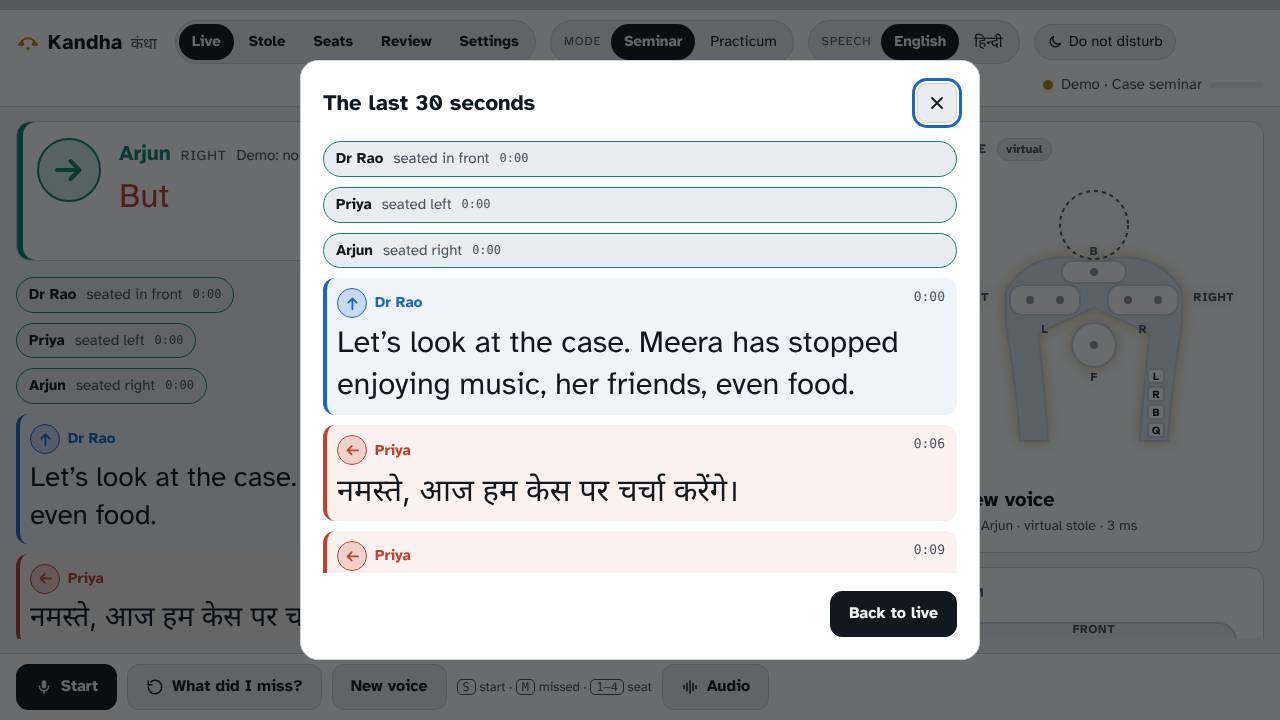 Kandha कंधा
Live Stole Seats Review Settings
MODE Seminar Practicum
SPEECH English हिन्दी
Do not disturb
Demo · Case seminar
Arjun RIGHT Demo: no
But
Dr Rao seated in front 0:00
Priya seated left 0:00
Arjun seated right 0:00
Dr Rao
Let’s look at the case.
even food.
Priya
नमस्ते, आज हम केस पर च
The last 30 seconds
Dr Rao seated in front 0:00
Priya seated left 0:00
Arjun seated right 0:00
Dr Rao 0:00
Let’s look at the case. Meera has stopped
enjoying music, her friends, even food.
Priya 0:06
नमस्ते, आज हम केस पर चर्चा करेंगे।
Priya 0:09
Back to live
virtual
B
RIGHT
L R
F
L
R
B
Q
voice
Arjun · virtual stole · 3 ms
FRONT
Start
What did I miss?
New voice
S start · M missed · 1–4 seat
Audio